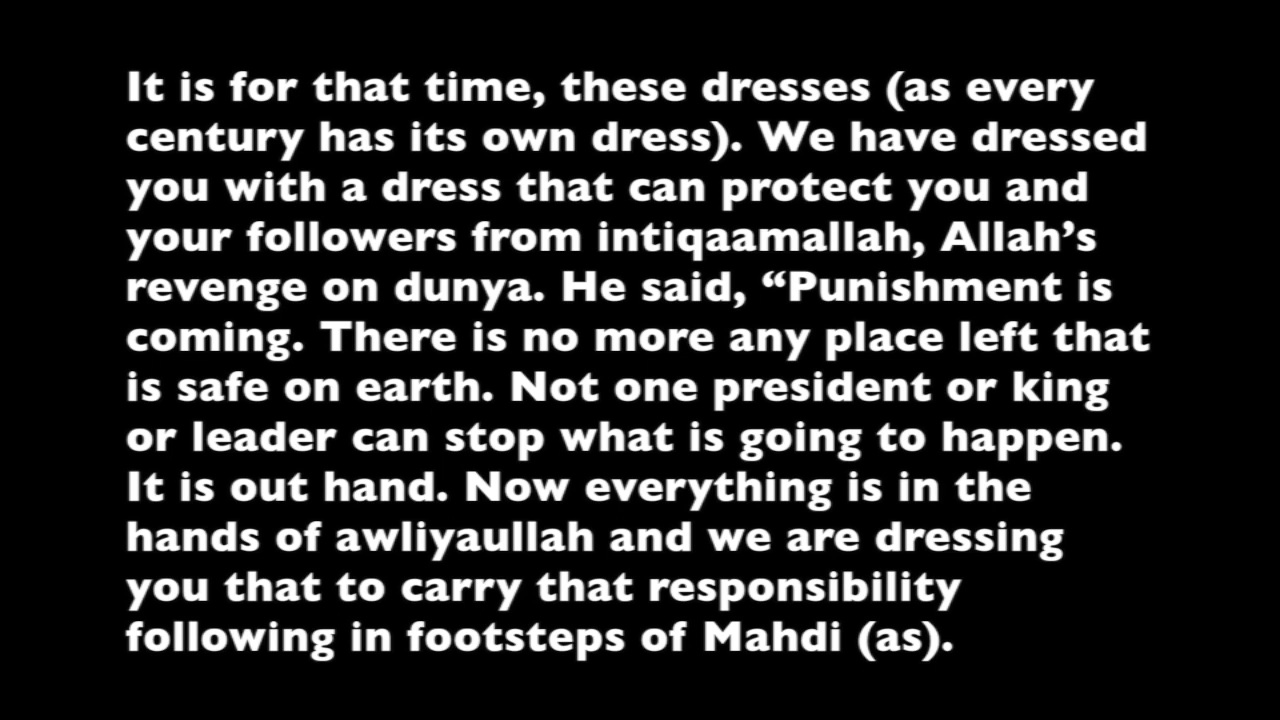 It is for that time, these dresses (as every
century has its own dress). We have dressed
you with a dress that can protect you and
your followers from intiqaamallah, Allah’s
revenge on dunya. He said, “Punishment is
coming. There is no more any place left that
is safe on earth. Not one president or king
or leader can stop what is going to happen.
It is out hand. Now everything is in the
hands of awliyaullah and we are dressing
you that to carry that responsibility
following in footsteps of Mahdi (as).